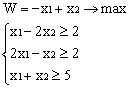 W = −x1 + x2 → max
x1 − 2x2 ≥ 2
2x1 − x2 ≥ 2
x1 + x2 ≥ 5